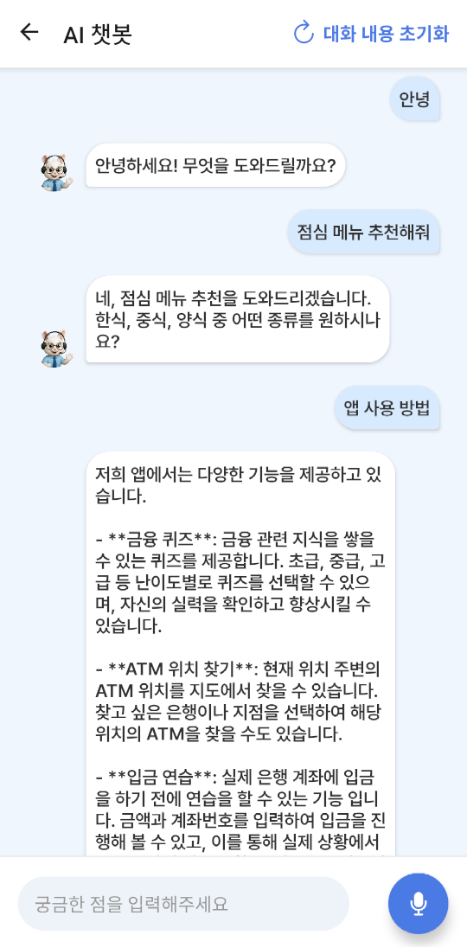 AI 챗봇
대화 내용 초기화
안녕
안녕하세요! 무엇을 도와드릴까요?
점심 메뉴 추천해줘
네, 점심 메뉴 추천을 도와드리겠습니다.
한식, 중식, 양식 중 어떤 종류를 원하시나
요?
앱 사용 방법
저희 앱에서는 다양한 기능을 제공하고 있
습니다.
- **금융 퀴즈**: 금융 관련 지식을 쌓을
수 있는 퀴즈를 제공합니다. 초급, 중급, 고
급 등 난이도별로 퀴즈를 선택할 수 있으
며, 자신의 실력을 확인하고 향상시킬 수
있습니다.
- **ATM 위치 찾기**: 현재 위치 주변의
ATM 위치를 지도에서 찾을 수 있습니다.
찾고 싶은 은행이나 지점을 선택하여 해당
위치의 ATM을 찾을 수도 있습니다.
- **입금 연습**: 실제 은행 계좌에 입금
을 하기 전에 연습을 할 수 있는 기능 입니
다. 금액과 계좌번호를 입력하여 입금을 진
행해 볼 수 있고, 이를 통해 실제 상황에서
궁금한 점을 입력해주세요